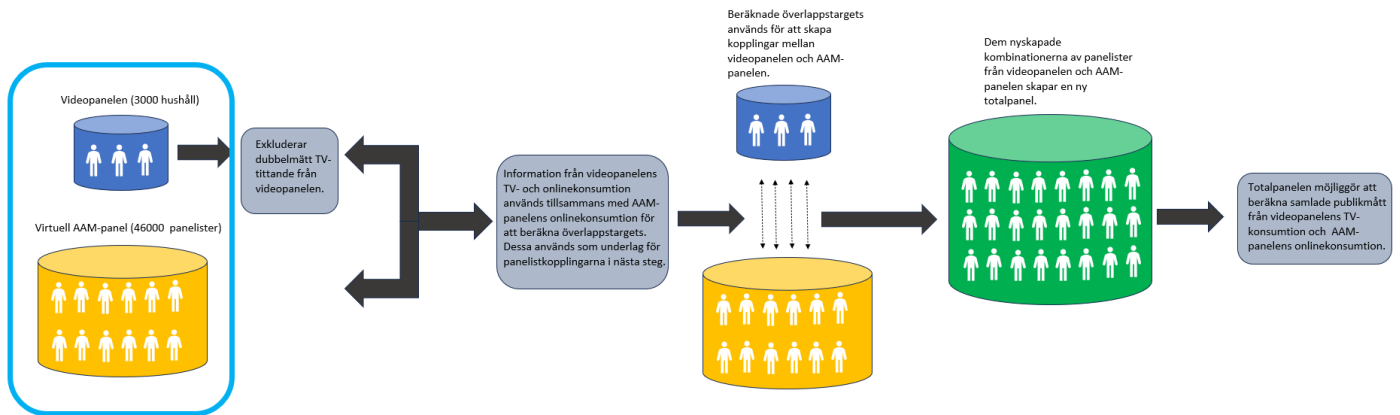 Videopanelen (3000 hushåll)
Virtuell AAM-panel (46000 panelister)
Exkluderar
dubbelmätt TV-
tittande från
videopanelen.
Information från videopanelens
TV- och onlinekonsumtion
används tillsammans med AAM-
panelens onlinekonsumtion för
att beräkna överlappstargets.
Dessa används som underlag för
panelistkopplingarna i nästa steg.
Beräknade överlappstargets
används för att skapa
kopplingar mellan
videopanelen och AAM-
panelen.
Dem nyskapade
kombinationerna av panelister
från videopanelen och AAM-
panelen skapar en ny
totalpanel.
Totalpanelen möjliggör att
beräkna samlade publikmått
från videopanelens TV-
konsumtion och  AAM-
panelens onlinekonsumtion.